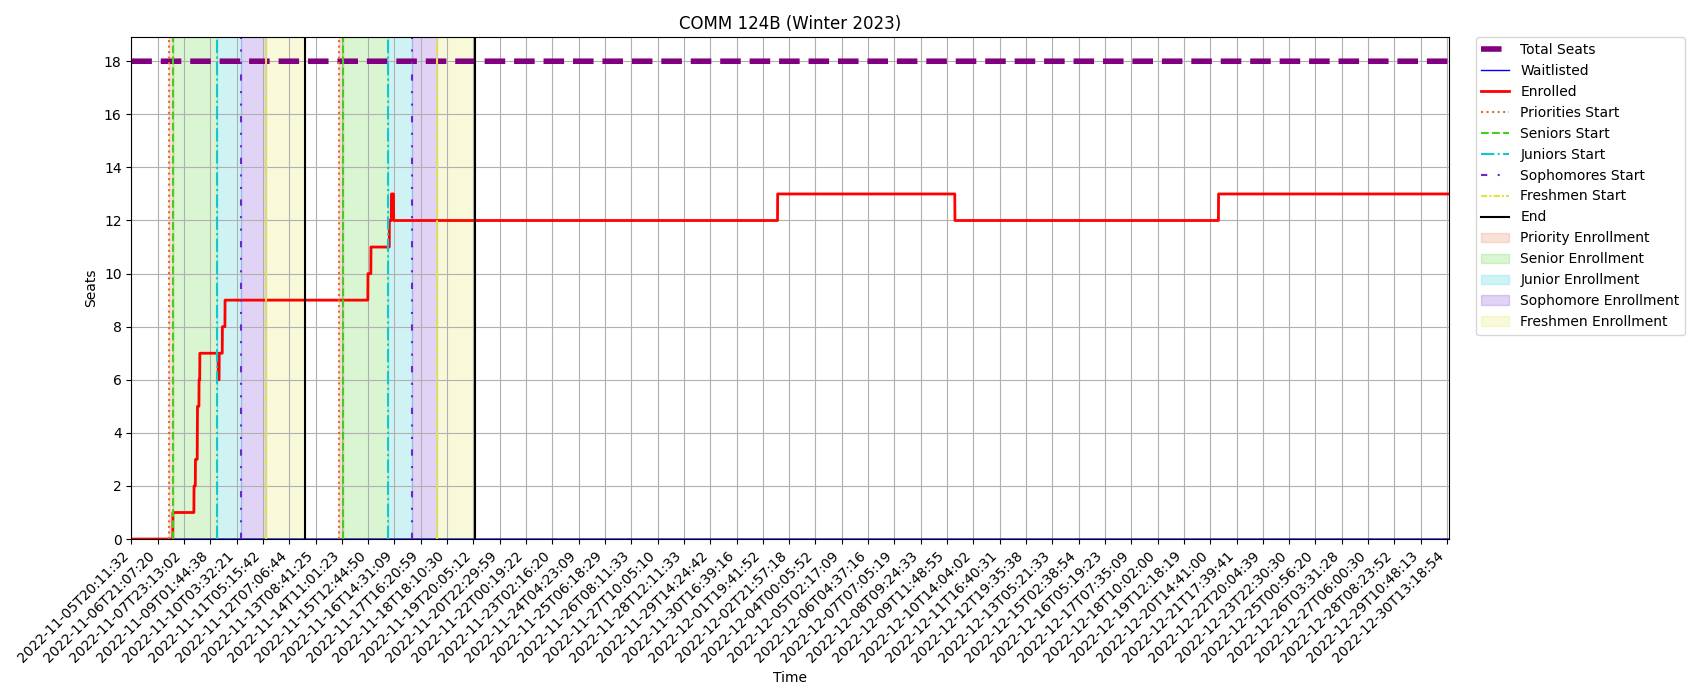 COMM 124B (Winter 2023)
Seats
18
16
14
12
10
8
6
4
2
0
Total Seats
Waitlisted
Enrolled
Priorities Start
Seniors Start
Juniors Start
Sophomores Start
Freshmen Start
End
Priority Enrollment
Senior Enrollment
Junior Enrollment
Sophomore Enrollment
Freshmen Enrollment
2022-11-05T20:11:32
2022-11-06T21:07:20
2022-11-07T23:13:02
2022-11-09T01:44:38
2022-11-10T03:32:21
2022-11-11T05:15:42
2022-11-12T07:06:44
2022-11-13T08:41:25
2022-11-14T11:01:23
2022-11-15T12:44:50
2022-11-16T14:31:09
2022-11-17T16:20:59
2022-11-18T18:10:30
2022-11-19T20:05:12
2022-11-20T22:29:59
2022-11-22T00:19:22
2022-11-23T02:16:20
2022-11-24T04:23:09
2022-11-25T06:18:29
2022-11-26T08:11:33
2022-11-27T10:05:10
2022-11-28T12:11:33
2022-11-29T14:24:42
2022-11-30T16:39:16
2022-12-01T19:41:52
2022-12-02T21:57:18
2022-12-04T00:05:52
2022-12-05T02:17:09
2022-12-06T04:37:16
2022-12-07T07:05:19
2022-12-08T09:24:33
2022-12-09T11:48:55
2022-12-10T14:04:02
2022-12-11T16:40:31
2022-12-12T19:35:38
2022-12-13T05:21:33
2022-12-15T02:38:54
2022-12-16T05:19:23
2022-12-17T07:35:09
2022-12-18T10:02:00
2022-12-19T12:18:19
2022-12-20T14:41:00
2022-12-21T17:39:41
2022-12-22T20:04:39
2022-12-23T22:30:30
2022-12-25T00:56:20
2022-12-26T03:31:28
2022-12-27T06:00:30
2022-12-28T08:23:52
2022-12-29T10:48:13
2022-12-30T13:18:54
Time